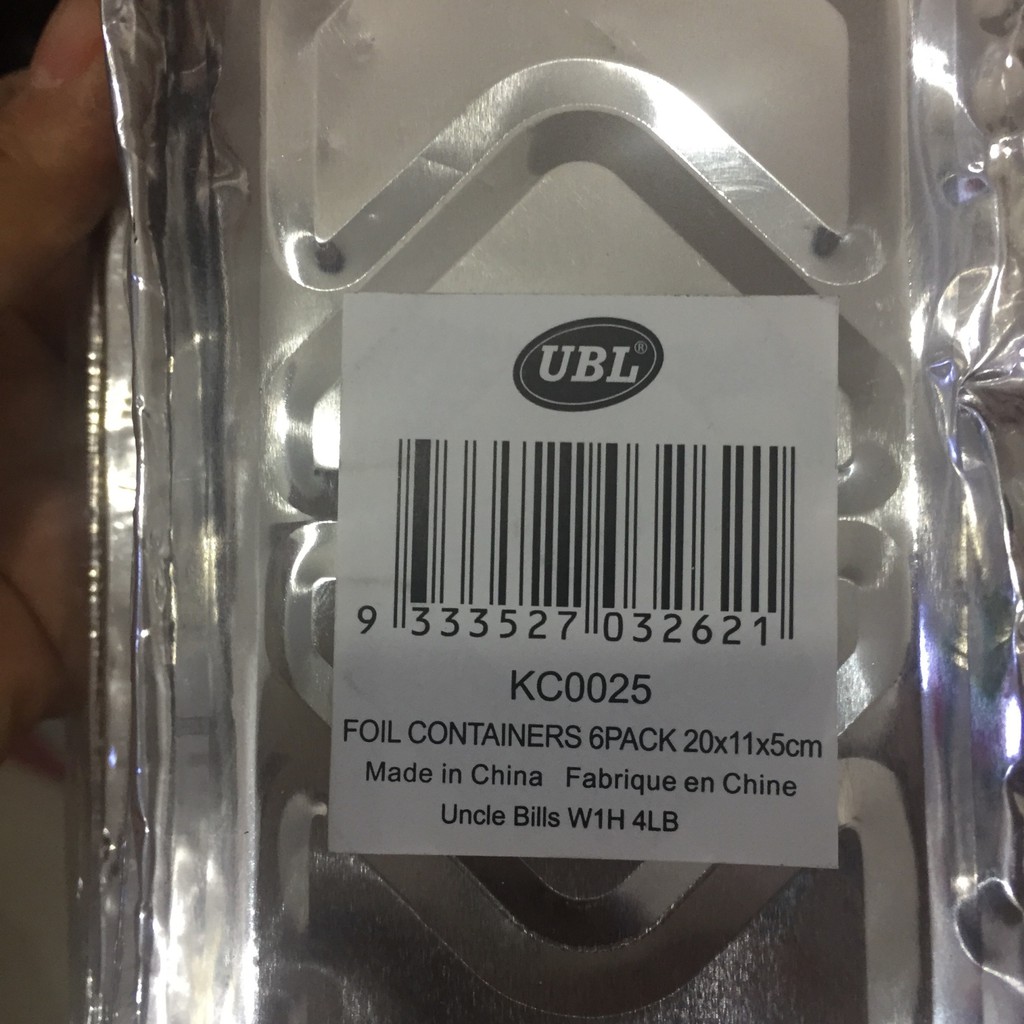 UBL®
9 333527 032621
KC0025
FOIL CONTAINERS 6PACK 20x11x5cm
Made in China Fabrique en Chine
Uncle Bills W1H 4LB